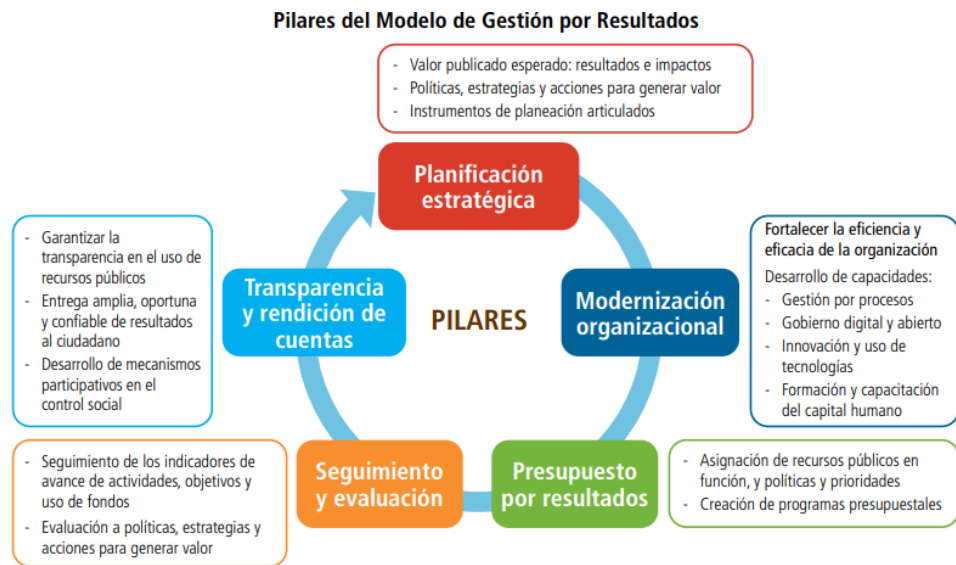 Pilares del Modelo de Gestión por Resultados
- Valor publicado esperado: resultados e impactos
- Políticas, estrategias y acciones para generar valor
- Instrumentos de planeación articulados
Planificación
estratégica
Fortalecer la eficiencia y
eficacia de la organización
Desarrollo de capacidades:
- Gestión por procesos
- Gobierno digital y abierto
- Innovación y uso de
tecnologías
- Formación y capacitación
del capital humano
Modernización
organizacional
PILARES
- Garantizar la
transparencia en el uso de
recursos públicos
- Entrega amplia, oportuna
y confiable de resultados
al ciudadano
- Desarrollo de mecanismos
participativos en el
control social
Transparencia
y rendición de
cuentas
- Seguimiento de los indicadores de
avance de actividades, objetivos y
uso de fondos
- Evaluación a políticas, estrategias y
acciones para generar valor
Seguimiento
y evaluación
Presupuesto
por resultados
- Asignación de recursos públicos en
función, y políticas y prioridades
- Creación de programas presupuestales